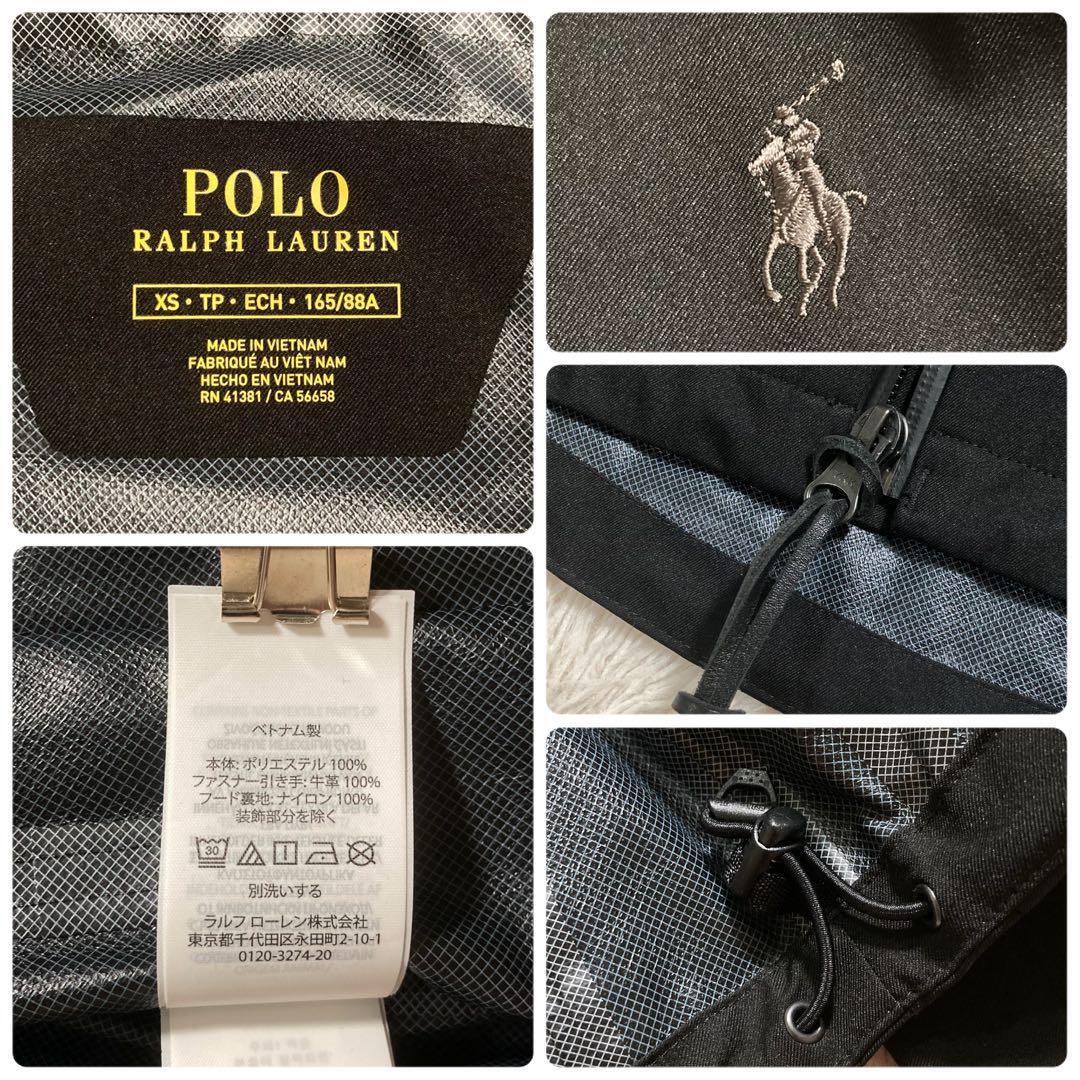 POLO
RALPH LAUREN
XS • TP • ECH • 165/88A
MADE IN VIETNAM
FABRIQUÉ AU VIÊT NAM
HECHO EN VIETNAM
RN 41381 / CA 56658
ベトナム製
本体: ポリエステル 100%
ファスナー引き手: 牛革 100%
フード裏地: ナイロン 100%
装飾部分を除く
30
別洗いする
ラルフ ローレン株式会社
東京都千代田区永田町2-10-1
0120-3274-20